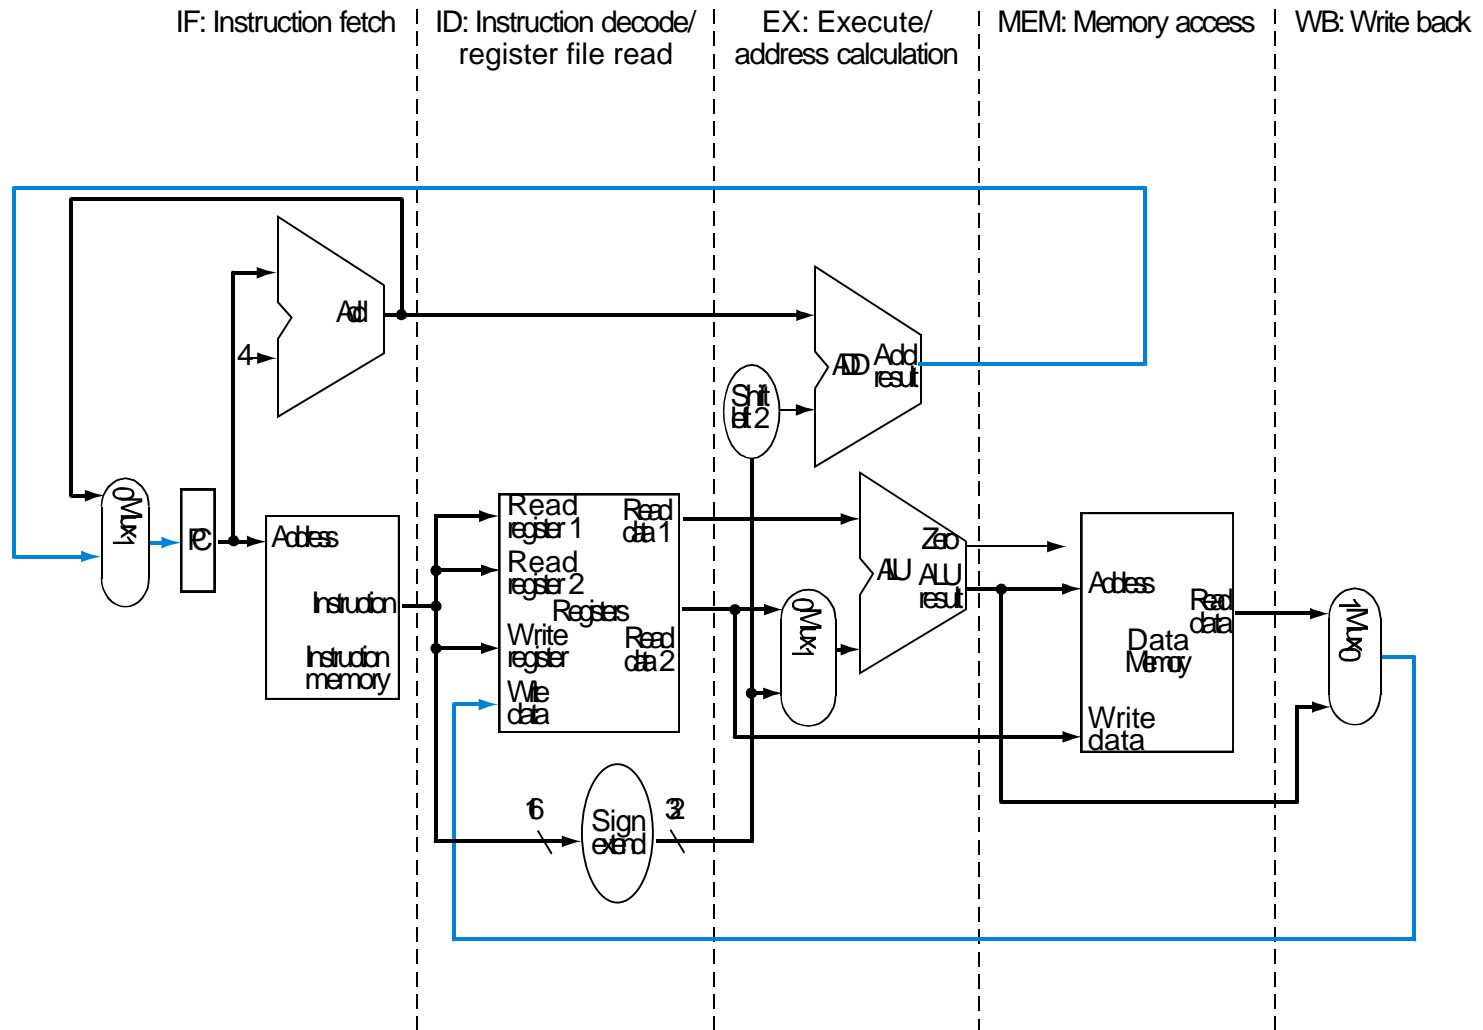 IF: Instruction fetch
ID: Instruction decode/
register file read
EX: Execute/
address calculation
MEM: Memory access
WB: Write back
Add
4
ADD
Add
result
Shift
left 2
0
Mux
1
PC
Address
Instruction
Instruction
memory
Read
register 1
Read
register 2
Registers
Write
register
Write
data
Read
data 1
Read
data 2
0
Mux
1
Zero
ALU
ALU
result
Address
Read
data
Data
Memory
Write
data
1
Mux
0
16
Sign
extend
32